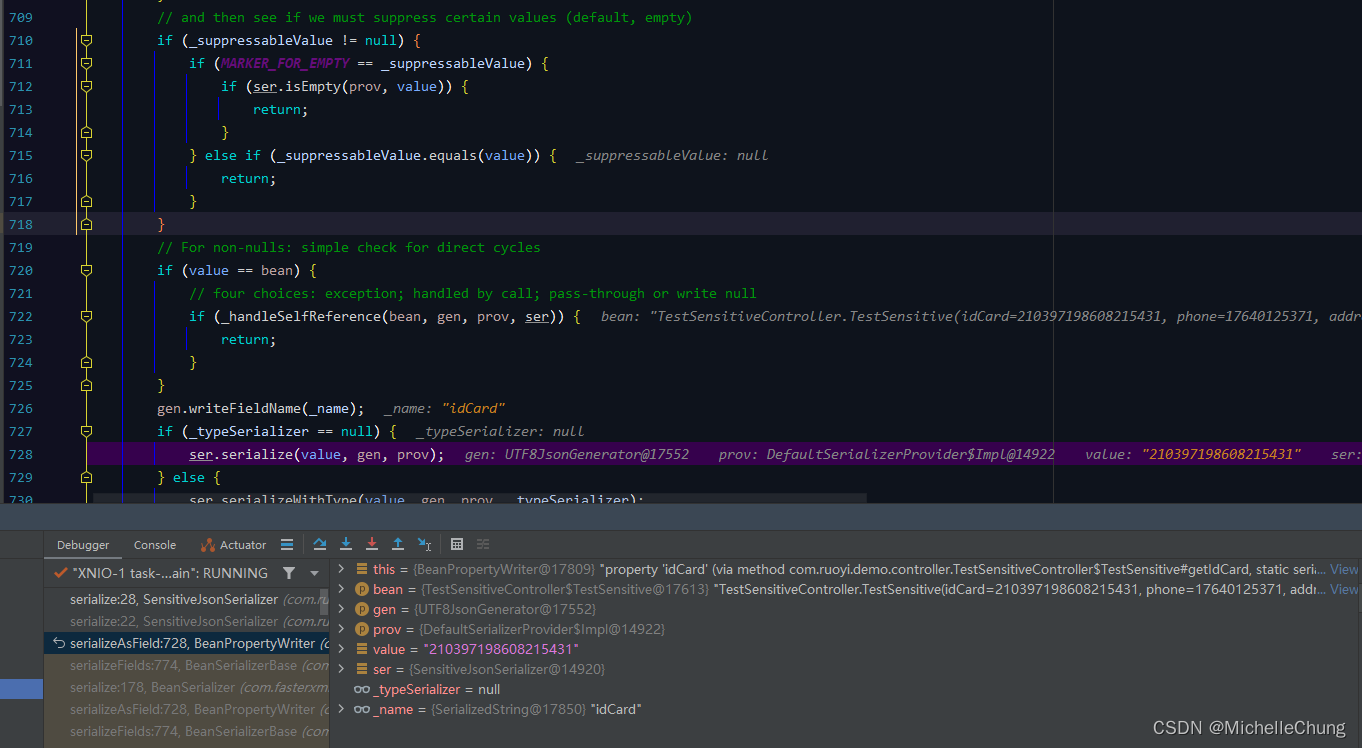 709 // and then see if we must suppress certain values (default, empty)
710 if (_suppressableValue != null) {
711 if (MARKER_FOR_EMPTY == _suppressableValue) {
712 if (ser.isEmpty(prov, value)) {
713 return;
714 }
715 } else if (_suppressableValue.equals(value)) { _suppressableValue: null
716 return;
717 }
718 }
719 // For non-nulls: simple check for direct cycles
720 if (value == bean) {
721 // four choices: exception; handled by call; pass-through or write null
722 if (_handleSelfReference(bean, gen, prov, ser)) { bean: "TestSensitiveController.TestSensitive(idCard=210397198608215431, phone=17640125371, addr
723 return;
724 }
725 }
726 gen.writeFieldName(_name); _name: "idCard"
727 if (_typeSerializer == null) { _typeSerializer: null
728 ser.serialize(value, gen, prov); gen: UTF8JsonGenerator@17552 prov: DefaultSerializerProvider$Impl@14922 value: "210397198608215431" ser:
729 } else {
730 ser.serializeWithType(value, gen, prov, _typeSerializer);
Debugger Console Actuator
"XNIO-1 task-...ain": RUNNING
serialize:28, SensitiveJsonSerializer (com.ru
serialize:22, SensitiveJsonSerializer (com.ru
serializeAsField:728, BeanPropertyWriter (c
serializeFields:774, BeanSerializerBase (com
serialize:178, BeanSerializer (com.fasterxm
serializeAsField:728, BeanPropertyWriter (c
serializeFields:774, BeanSerializerBase (com
this = {BeanPropertyWriter@17809} "property 'idCard' (via method com.ruoyi.demo.controller.TestSensitiveController$TestSensitive#getIdCard, static seri... View
bean = {TestSensitiveController$TestSensitive@17613} "TestSensitiveController.TestSensitive(idCard=210397198608215431, phone=17640125371, addr... View
gen = {UTF8JsonGenerator@17552}
prov = {DefaultSerializerProvider$Impl@14922}
value = "210397198608215431"
ser = {SensitiveJsonSerializer@14920}
_typeSerializer = null
_name = {SerializedString@17850} "idCard"
CSDN @MichelleChung